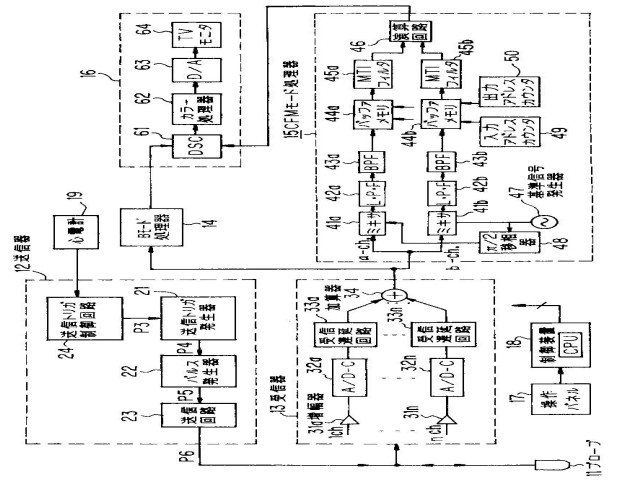 12送信器
心電計
19
24
送信トリガ
制御回路
P3
21
送信トリガ
発生器
P4
22
パルス
発生器
P5
23
送信回路
P6
11プローブ
13受信器
31a増幅器
1ch
32a
A/D-C
33a
受信
遅延
回路
加算器
34
31n
n ch
32n
A/D-C
33n
受信
遅延
回路
17
操作
パネル
18
制御装置
CPU
Bモード
処理器
14
16
61
DSC
62
カラー
処理器
63
D/A
64
TV
モニタ
15CFMモード処理器
a-ch.
b-ch.
41a
ミキサ
42a
L・P・F
43a
BPF
44a
バッファ
メモリ
45a
MTI
フィルタ
46
演算
回路
41b
ミキサ
42b
L・P・F
43b
BPF
44b
バッファ
メモリ
45b
MTI
フィルタ
47
基準信号
発生器
π/2
移相
器
48
入力
アドレス
カウンタ
49
出力
アドレス
カウンタ
50